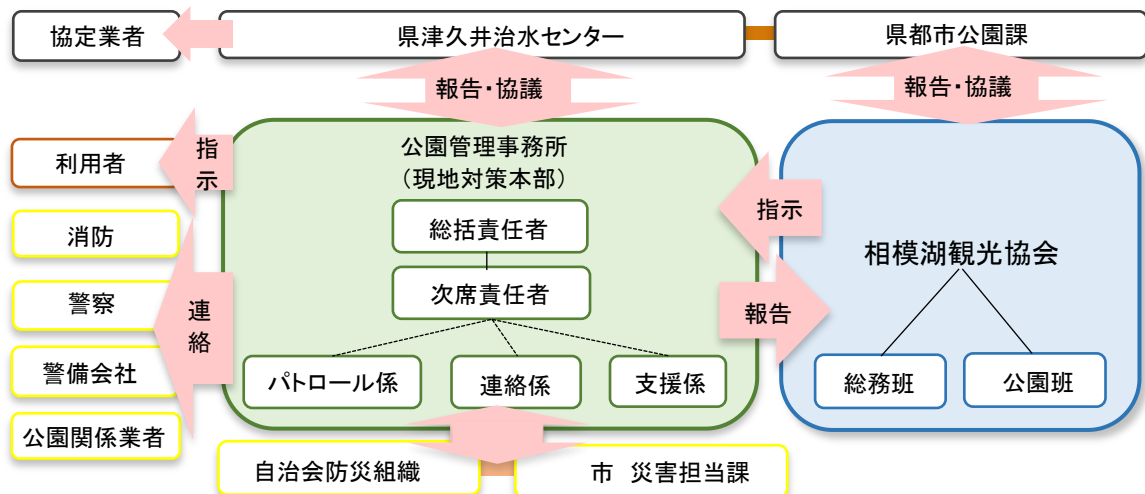 協定業者
県津久井治水センター
県都市公園課
報告・協議
報告・協議
利用者
指示
消防
警察
警備会社
公園関係業者
連絡
公園管理事務所
（現地対策本部）
総括責任者
次席責任者
パトロール係
連絡係
支援係
指示
報告
相模湖観光協会
総務班
公園班
自治会防災組織
市　災害担当課